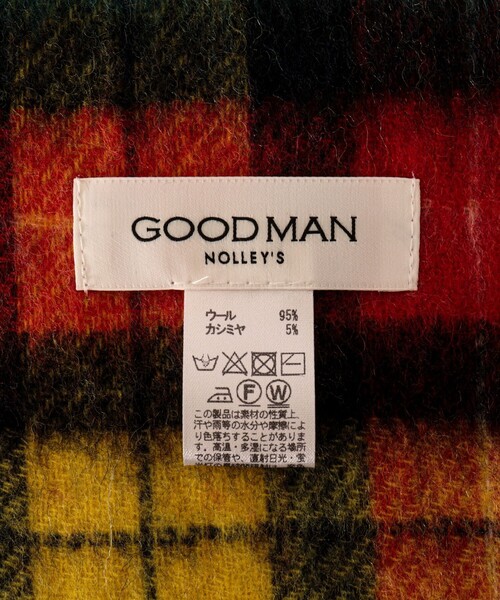 GOODMAN
NOLLEY'S
ウール 95%
カシミヤ 5%
F W
この製品は素材の性質上、
汗や雨等の水分や摩擦によ
り色落ちすることがありま
す。高温・多湿になる場所
での保管や、直射日光・蛍